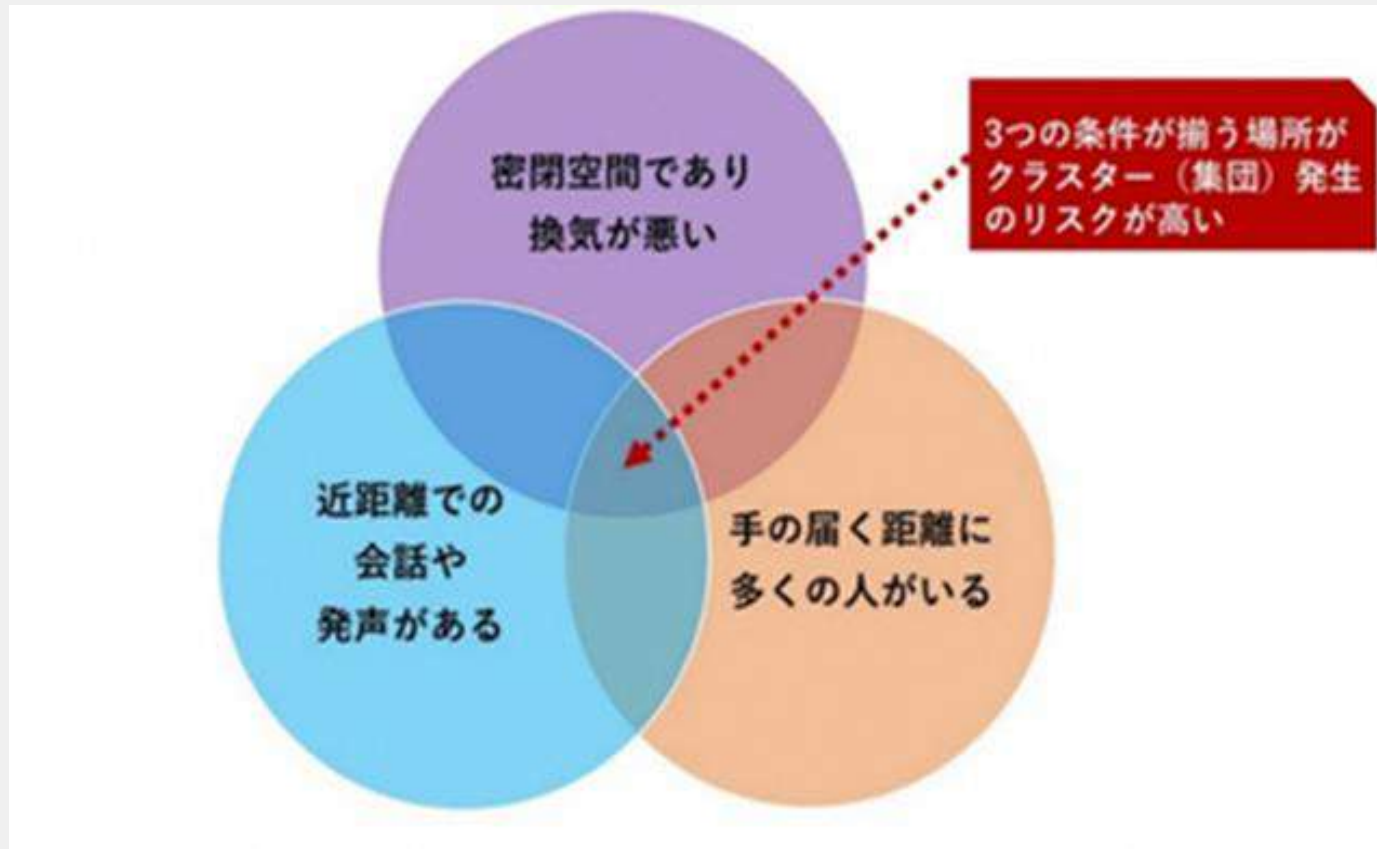 密閉空間であり
換気が悪い
3つの条件が揃う場所が
クラスター（集団）発生
のリスクが高い
近距離での
会話や
発声がある
手の届く距離に
多くの人がいる